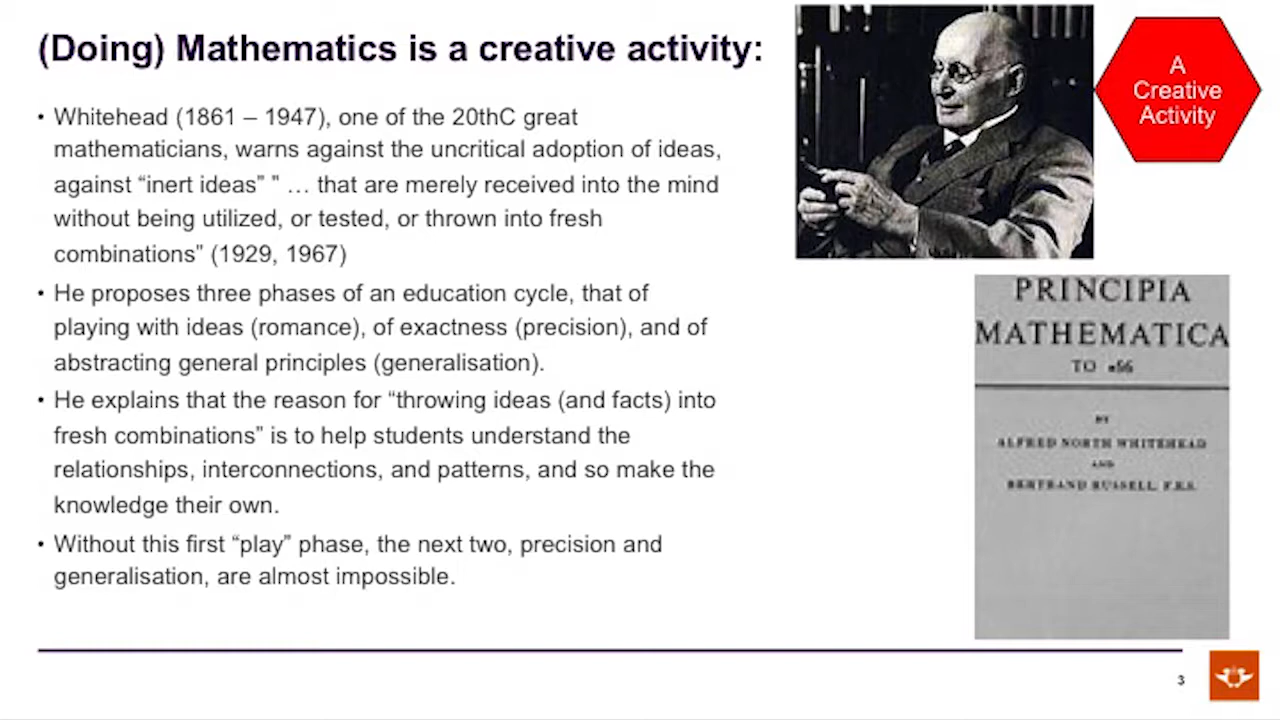 (Doing) Mathematics is a creative activity:
A
Creative
Activity
• Whitehead (1861 – 1947), one of the 20thC great
mathematicians, warns against the uncritical adoption of ideas,
against “inert ideas” ” … that are merely received into the mind
without being utilized, or tested, or thrown into fresh
combinations” (1929, 1967)
• He proposes three phases of an education cycle, that of
playing with ideas (romance), of exactness (precision), and of
abstracting general principles (generalisation).
• He explains that the reason for “throwing ideas (and facts) into
fresh combinations” is to help students understand the
relationships, interconnections, and patterns, and so make the
knowledge their own.
• Without this first “play” phase, the next two, precision and
generalisation, are almost impossible.
PRINCIPIA
MATHEMATICA
TO *56
BY
ALFRED NORTH WHITEHEAD
AND
BERTRAND RUSSELL, F.R.S.
3